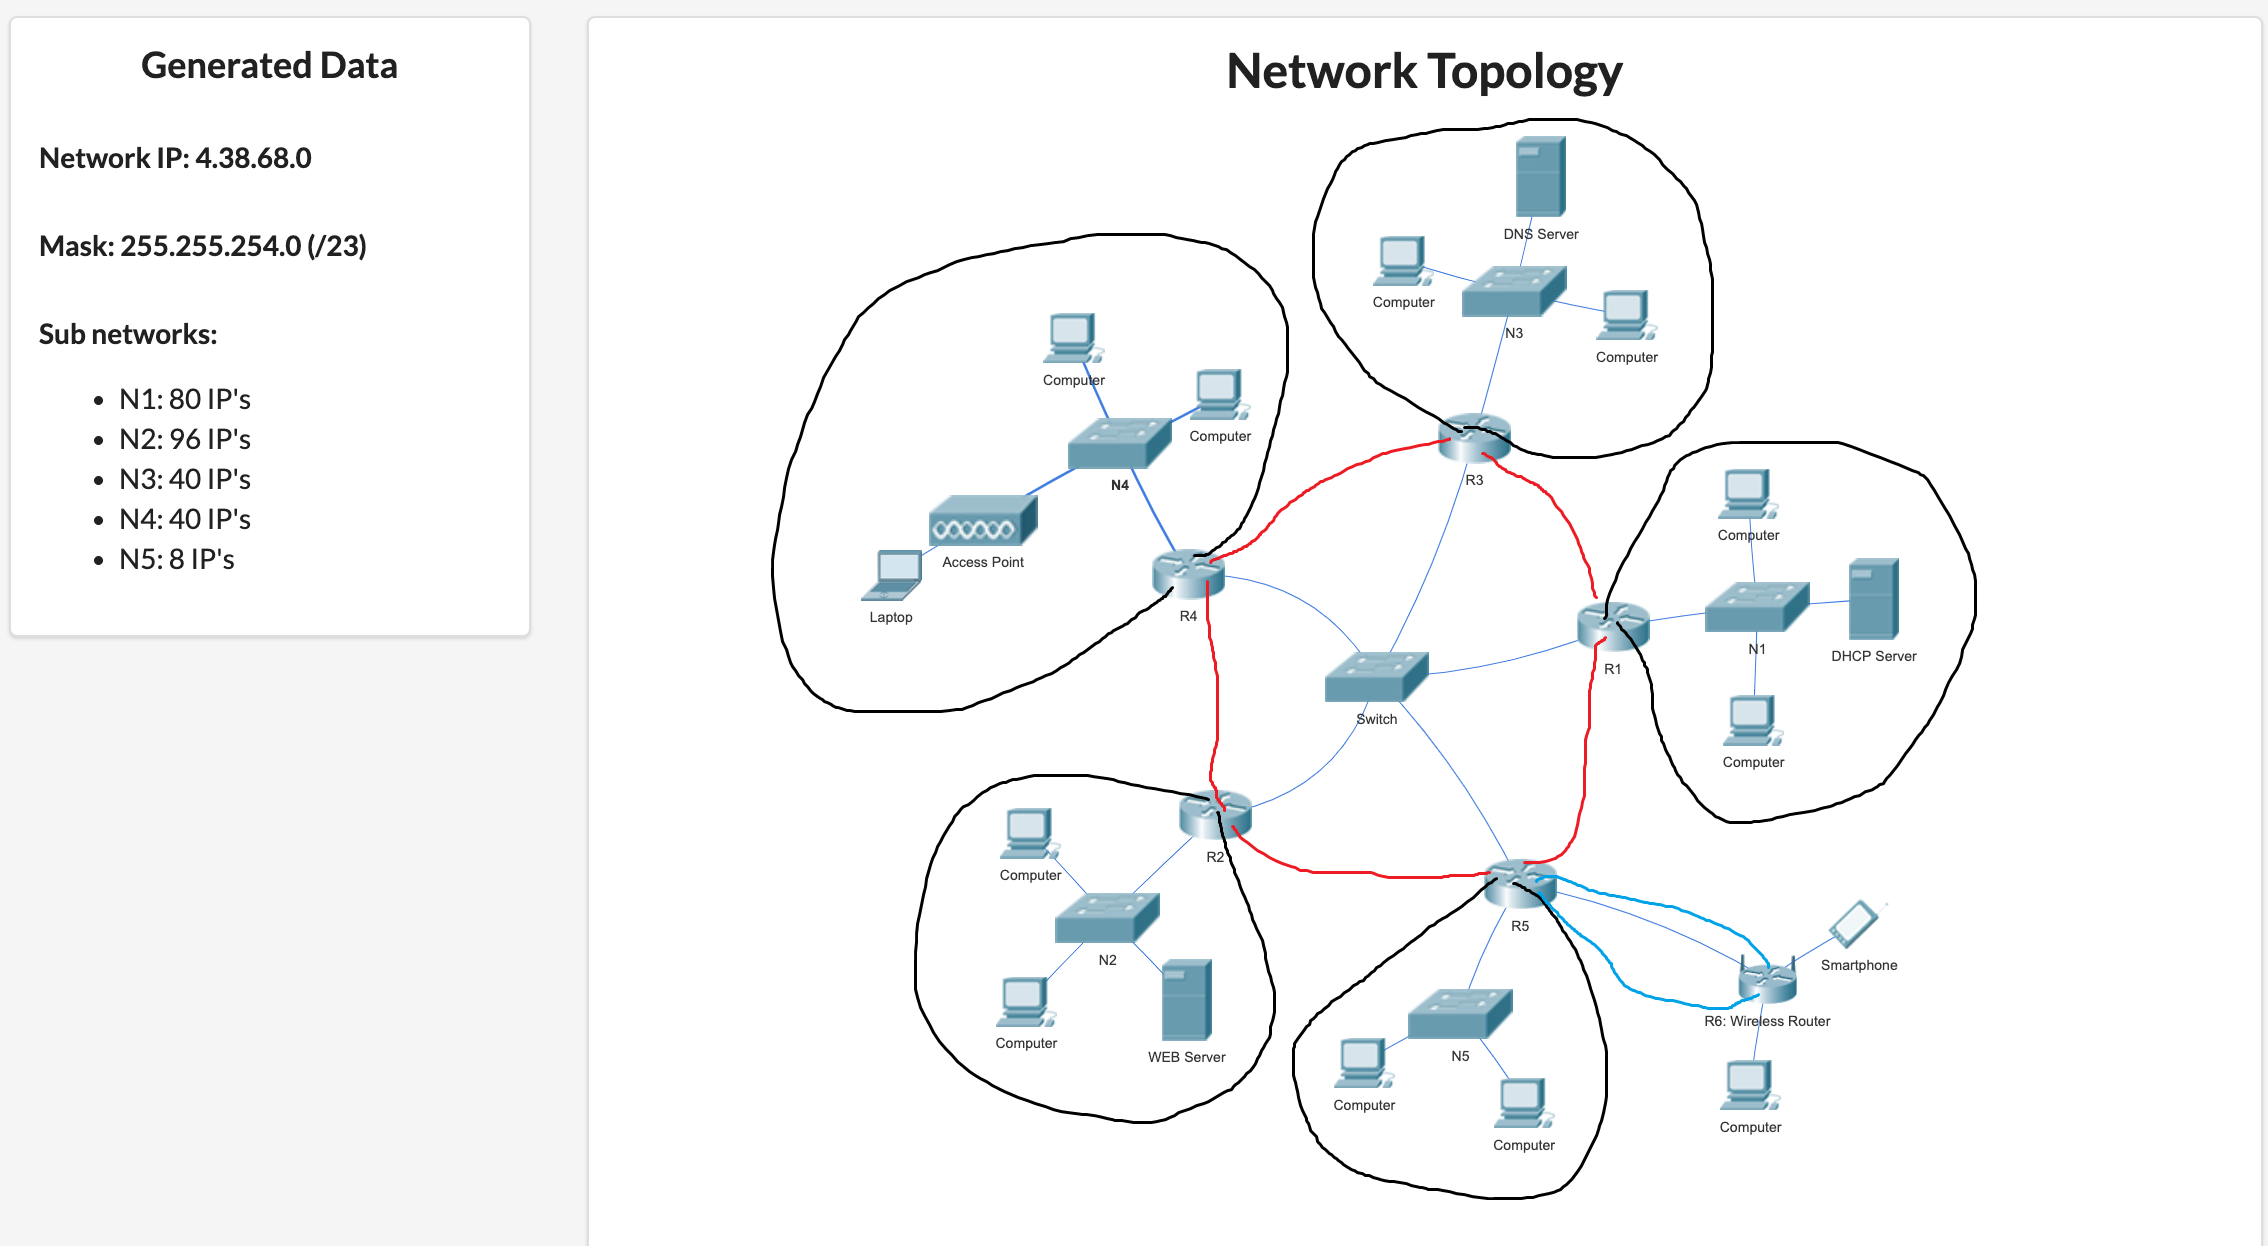 Generated Data
Network IP: 4.38.68.0
Mask: 255.255.254.0 (/23)
Sub networks:
N1: 80 IP's
N2: 96 IP's
N3: 40 IP's
N4: 40 IP's
N5: 8 IP's
Network Topology
DNS Server
Computer
N3
Computer
R3
Computer
Computer
N4
Access Point
Laptop
R4
Computer
N1
DHCP Server
R1
Computer
Switch
R2
Computer
N2
Computer
WEB Server
R5
N5
Computer
Computer
Smartphone
R6: Wireless Router
Computer